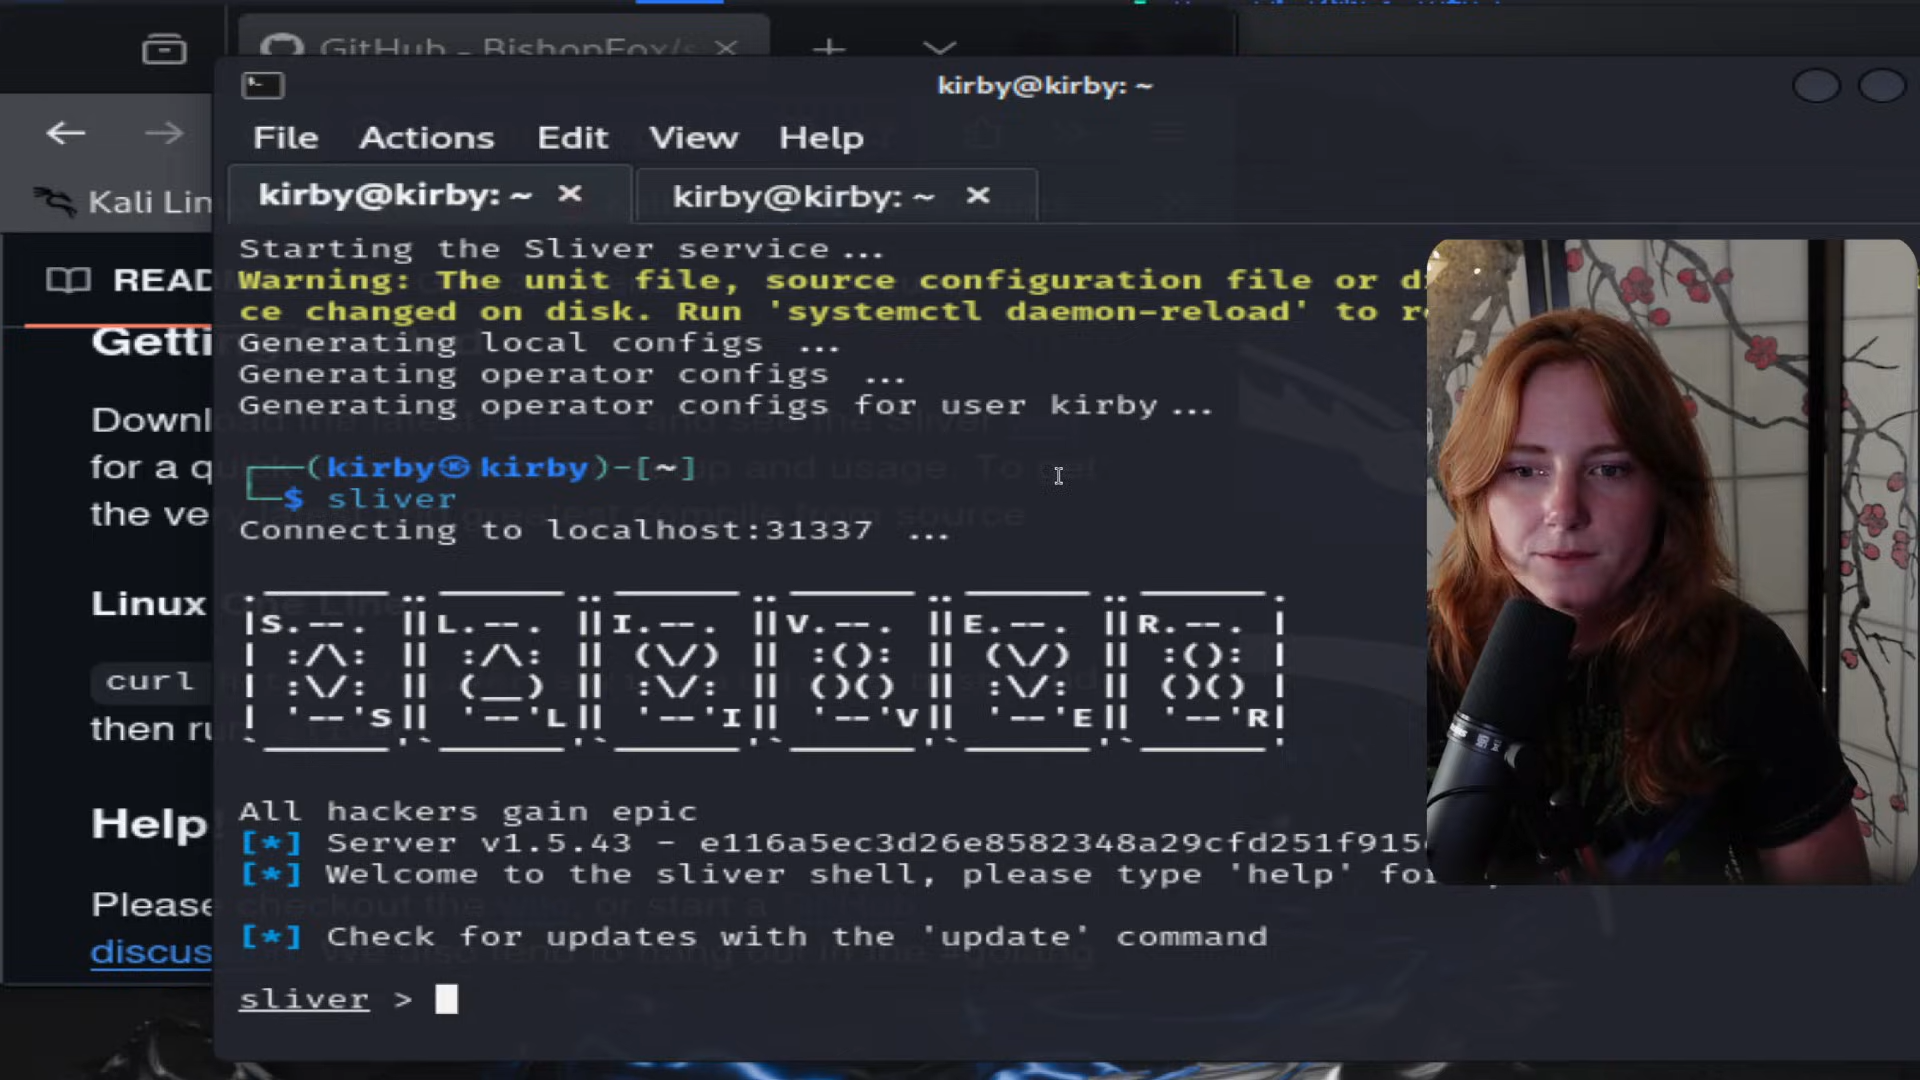 GitHub - BishopFox/s
kirby@kirby: ~
File Actions Edit View Help
kirby@kirby: ~ kirby@kirby: ~
Kali Lin
READ
Getti
Downl
for a q
the ve
Linux
curl
then ru
Help
Please
discus
Starting the Sliver service...
Warning: The unit file, source configuration file or d
ce changed on disk. Run 'systemctl daemon-reload' to re
Generating local configs ...
Generating operator configs ...
Generating operator configs for user kirby...
(kirby㉿kirby)-[~]
$ sliver
Connecting to localhost:31337 ...
S L I V E R
S L I V E R
All hackers gain epic
[*] Server v1.5.43 - e116a5ec3d26e8582348a29cfd251f915
[*] Welcome to the sliver shell, please type 'help' for
[*] Check for updates with the 'update' command
sliver >